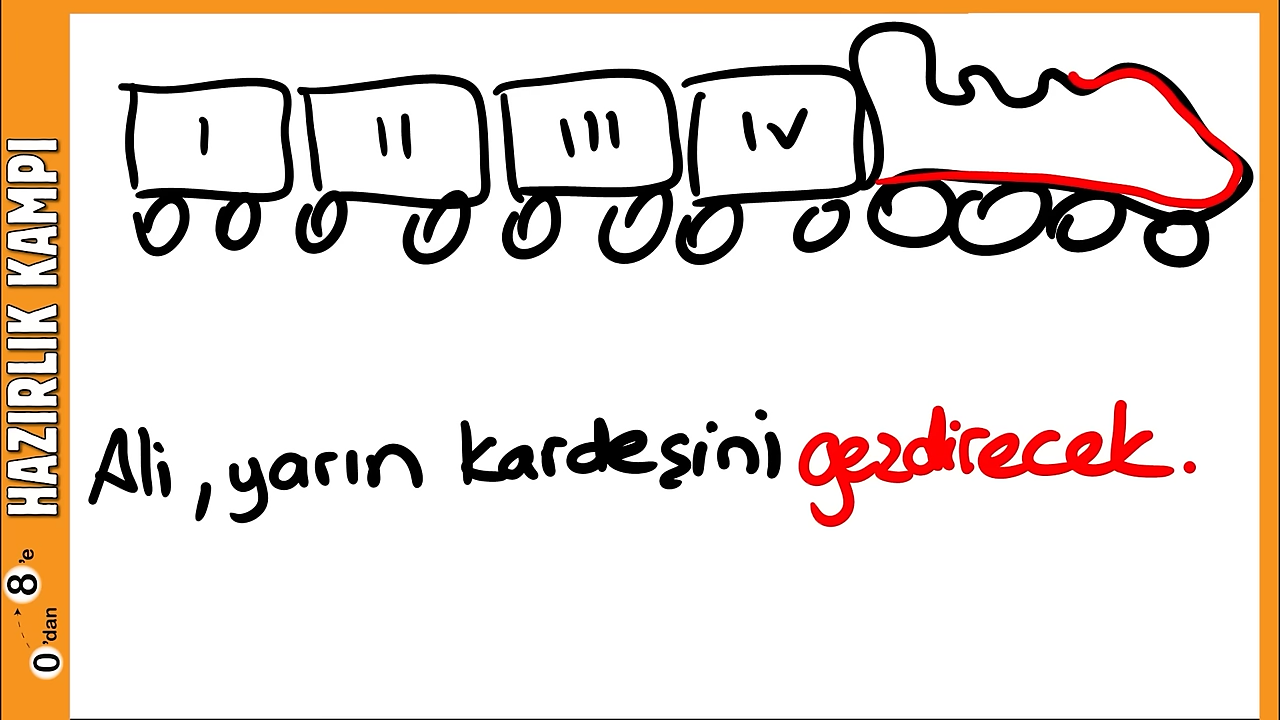 HAZIRLIK KAMPI
0'dan 8'e
I II III IV
Ali, yarın kardeşini gezdirecek.